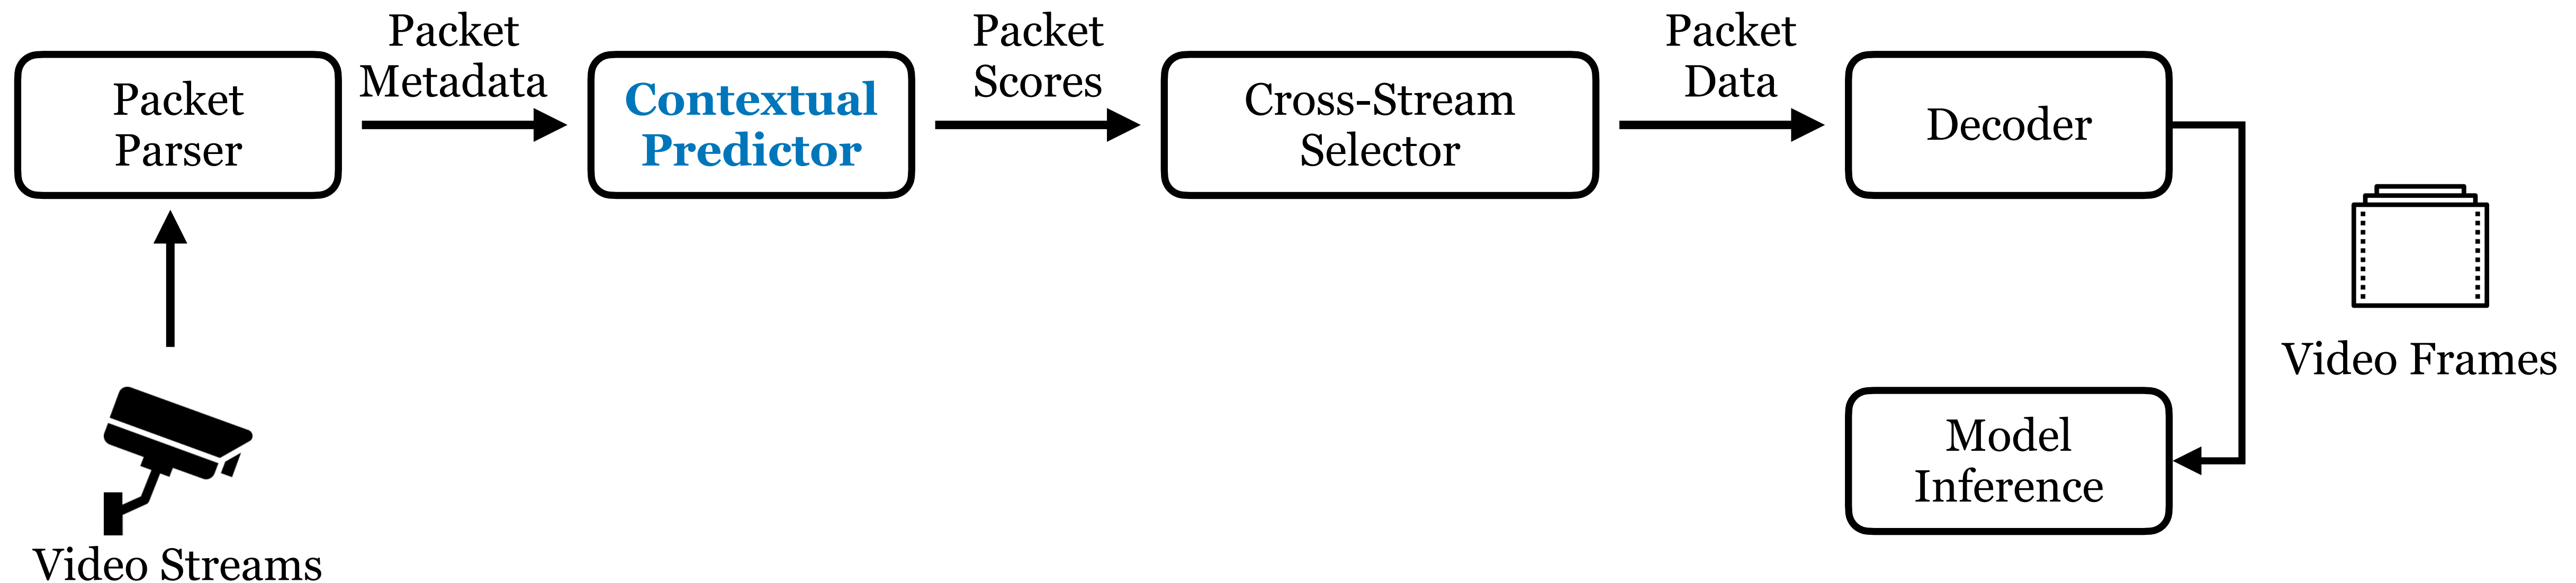 Packet
Parser
Packet
Metadata
Contextual
Predictor
Packet
Scores
Cross-Stream
Selector
Packet
Data
Decoder
Video Frames
Model
Inference
Video Streams